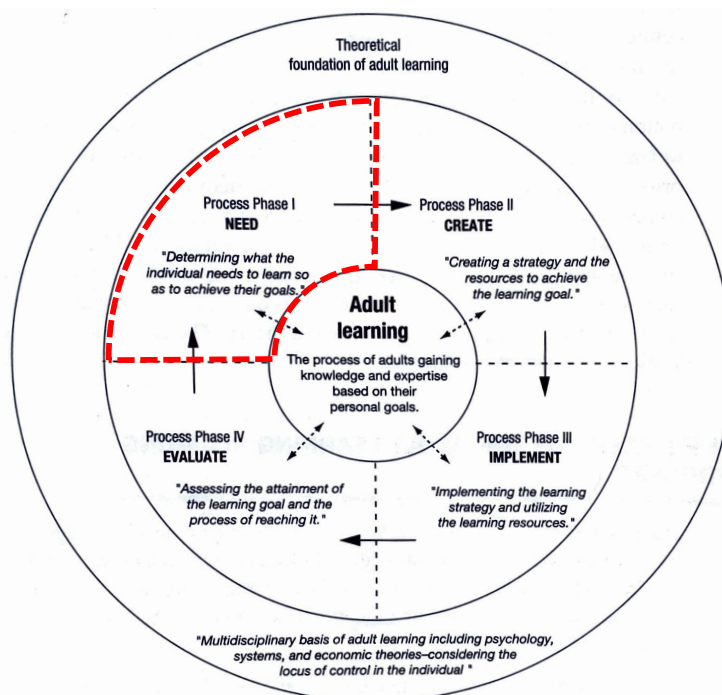 Theoretical
foundation of adult learning
Process Phase I
NEED
"Determining what the
individual needs to learn so
as to achieve their goals."
Process Phase II
CREATE
"Creating a strategy and the
resources to achieve
the learning goal."
Adult
learning
The process of adults gaining
knowledge and expertise
based on their
personal goals.
Process Phase IV
EVALUATE
"Assessing the attainment of
the learning goal and the
process of reaching it."
Process Phase III
IMPLEMENT
"Implementing the learning
strategy and utilizing
the learning resources."
"Multidisciplinary basis of adult learning including psychology,
systems, and economic theories–considering the
locus of control in the individual "